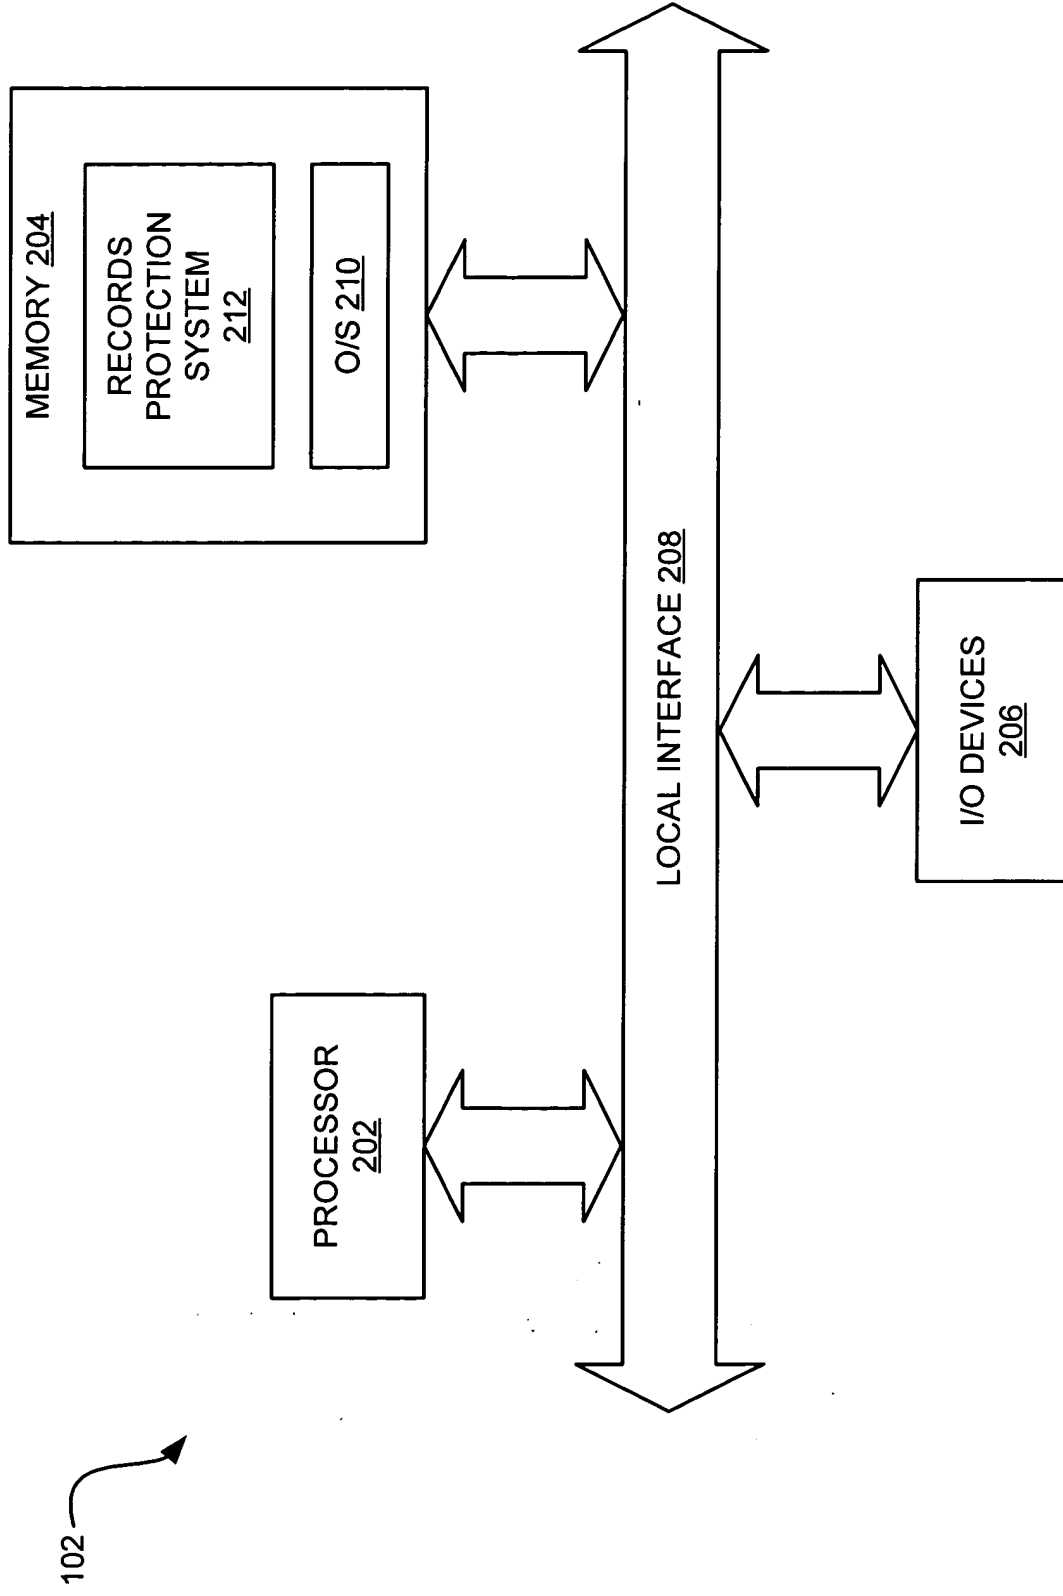 102
PROCESSOR
202
MEMORY 204
RECORDS
PROTECTION
SYSTEM
212
O/S 210
LOCAL INTERFACE 208
I/O DEVICES
206